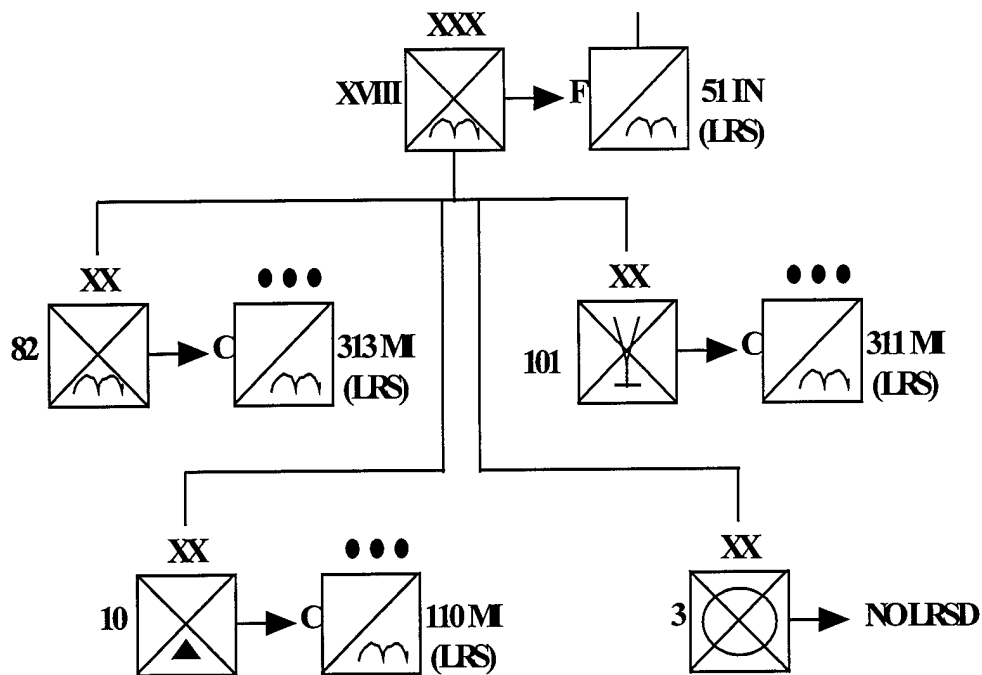 XXX
XVIII F 51 IN
(LRS)
XX XX
82 C 313 MI
(LRS)
101 C 311 MI
(LRS)
XX XX
10 C 110 MI
(LRS)
3 NO LRSD